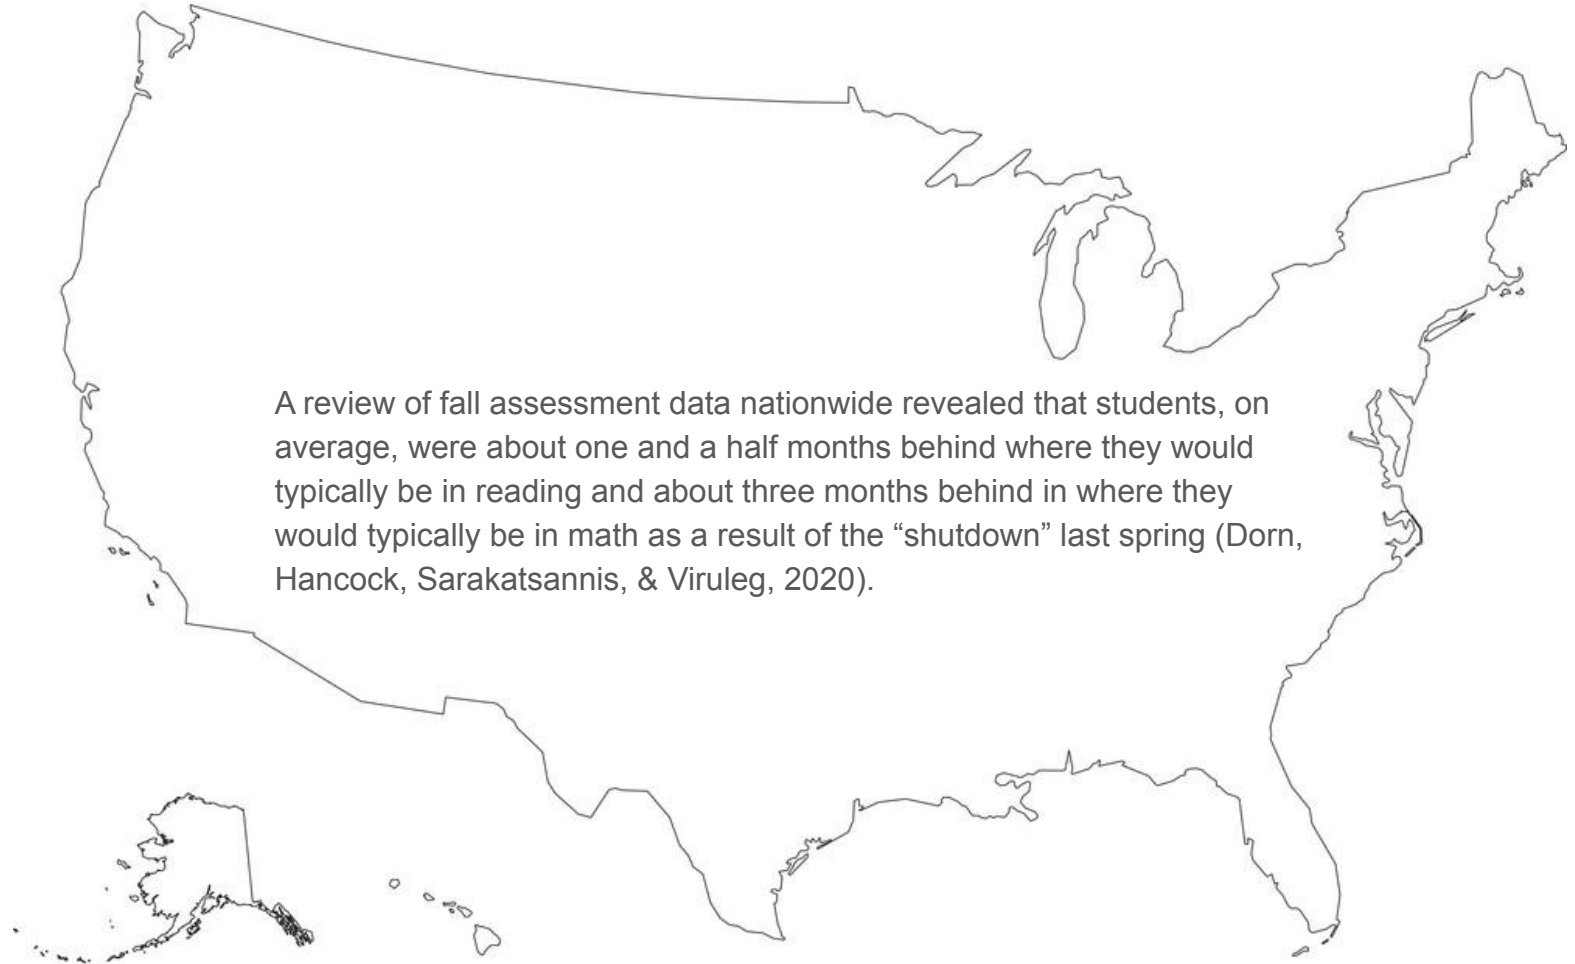 A review of fall assessment data nationwide revealed that students, on
average, were about one and a half months behind where they would
typically be in reading and about three months behind in where they
would typically be in math as a result of the “shutdown” last spring (Dorn,
Hancock, Sarakatsannis, & Viruleg, 2020).